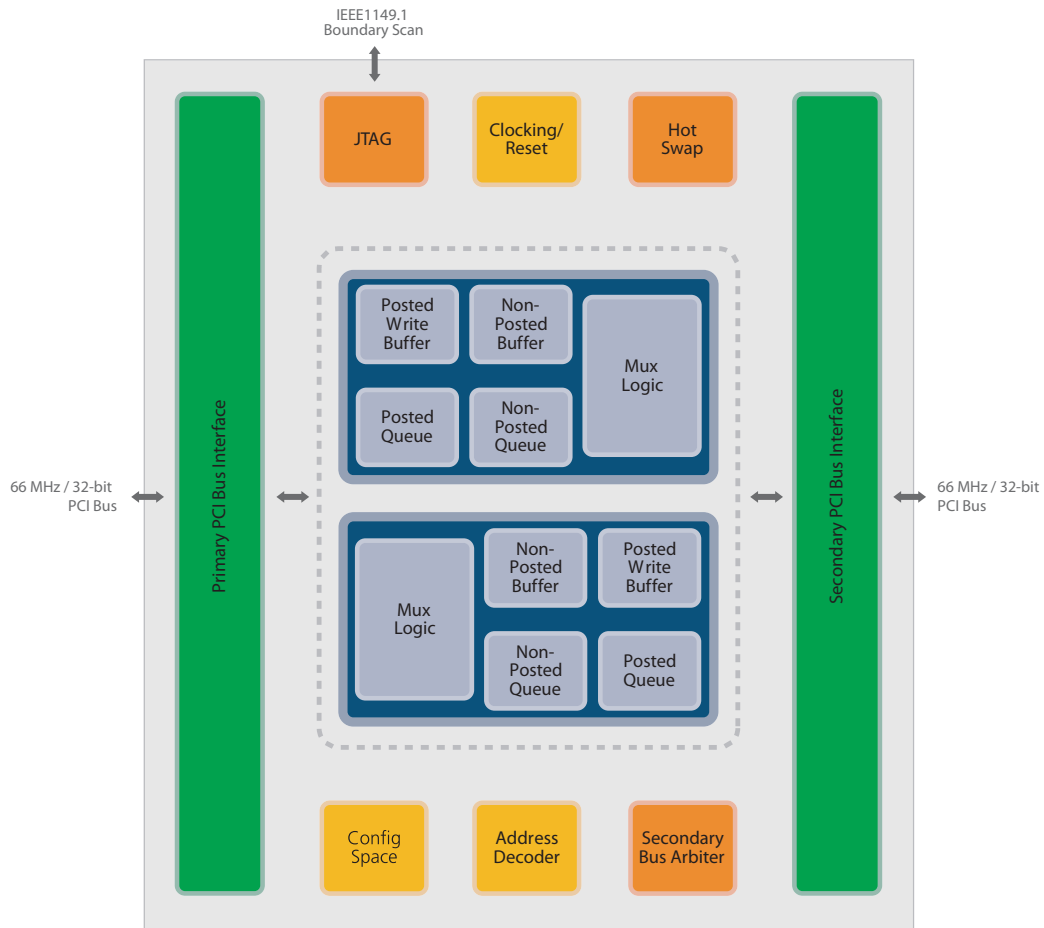 IEEE1149.1
Boundary Scan
JTAG
Clocking/
Reset
Hot
Swap
Posted
Write
Buffer
Non-
Posted
Buffer
Mux
Logic
Posted
Queue
Non-
Posted
Queue
Primary PCI Bus Interface
Secondary PCI Bus Interface
66 MHz / 32-bit
PCI Bus
66 MHz / 32-bit
PCI Bus
Mux
Logic
Non-
Posted
Buffer
Posted
Write
Buffer
Non-
Posted
Queue
Posted
Queue
Config
Space
Address
Decoder
Secondary
Bus Arbiter